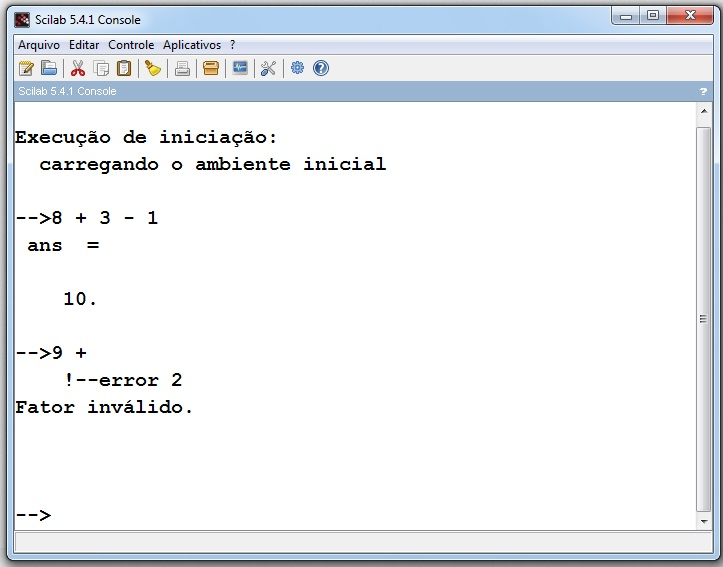 Scilab 5.4.1 Console
Arquivo Editar Controle Aplicativos ?
Scilab 5.4.1 Console ?
Execução de iniciação:
carregando o ambiente inicial
-->8 + 3 - 1
ans =
10.
-->9 +
!--error 2
Fator inválido.
-->